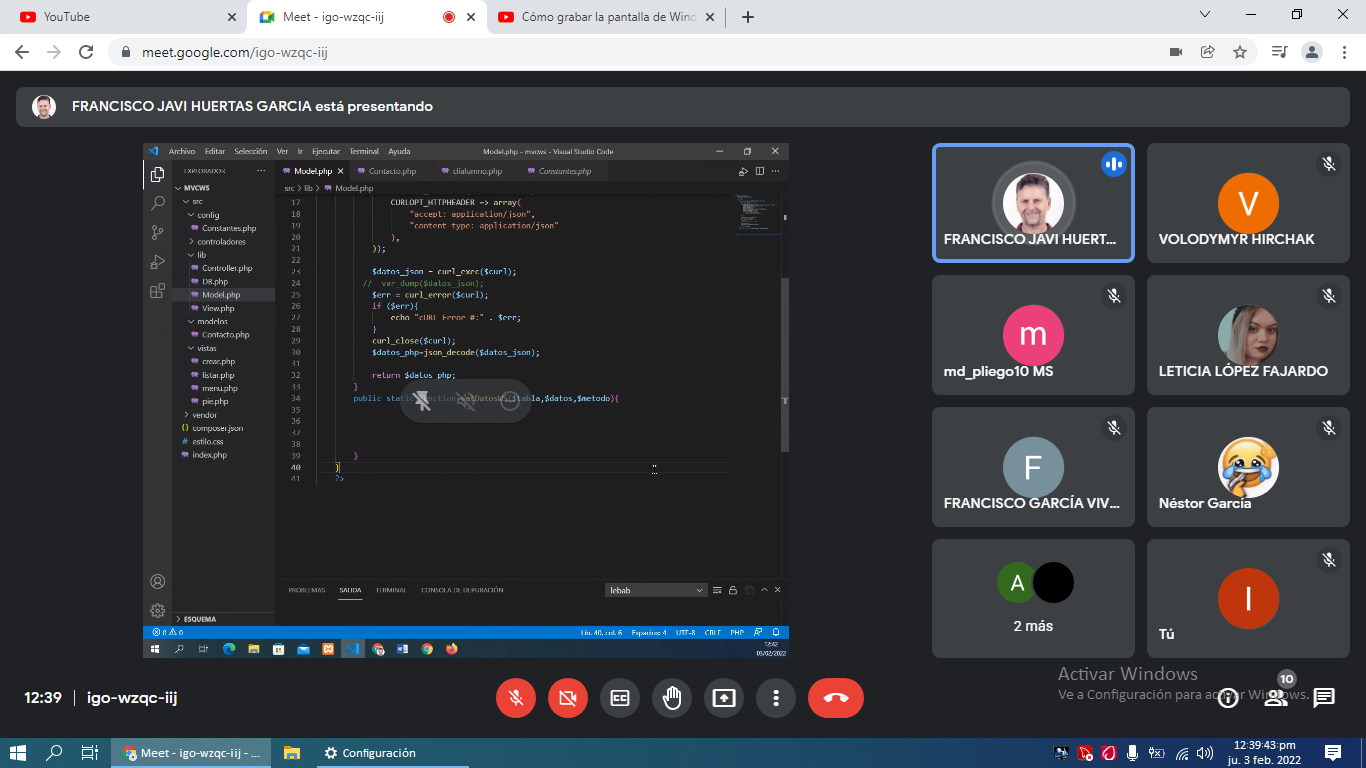 YouTube
Meet - igo-wzqc-iij
Cómo grabar la pantalla de Wind
meet.google.com/igo-wzqc-iij
FRANCISCO JAVI HUERTAS GARCIA está presentando
Archivo Editar Selección Ver Ir Ejecutar Terminal Ayuda
Model.php - mvcws - Visual Studio Code
EXPLORADOR
Model.php
Contacto.php
clialumno.php
Constantes.php
src > lib > Model.php
MVCWS
src
config
Constantes.php
controladores
lib
Controller.php
DB.php
Model.php
View.php
modelos
Contacto.php
vistas
crear.php
listar.php
menu.php
pie.php
vendor
composer.json
estilo.css
index.php
ESQUEMA
17 CURLOPT_HTTPHEADER => array(
18 "accept: application/json",
19 "content-type: application/json"
20 ),
21 ));
22
23 $datos_json = curl_exec($curl);
24 // var_dump($datos_json);
25 $err = curl_error($curl);
26 if ($err){
27 echo "cURL Error #:" . $err;
28 }
29 curl_close($curl);
30 $datos_php=json_decode($datos_json);
31
32 return $datos_php;
33 }
34 public static function setDatosWS($tabla,$datos,$metodo){
35
36
37
38
39 }
40 }
41 ?>
PROBLEMAS SALIDA TERMINAL CONSOLA DE DEPURACIÓN
lebab
0 0
Lín. 40, col. 6 Espacios: 4 UTF-8 CRLF PHP
12:42
03/02/2022
FRANCISCO JAVI HUERT...
VOLODYMYR HIRCHAK
V
m
md_pliego10 MS
LETICIA LÓPEZ FAJARDO
F
FRANCISCO GARCÍA VIV...
Néstor García
A
2 más
I
Tú
Activar Windows
Ve a Configuración para activar Windows.
12:39 | igo-wzqc-iij
10
Meet - igo-wzqc-iij - ...
Configuración
12:39:43 pm
ju. 3 feb. 2022